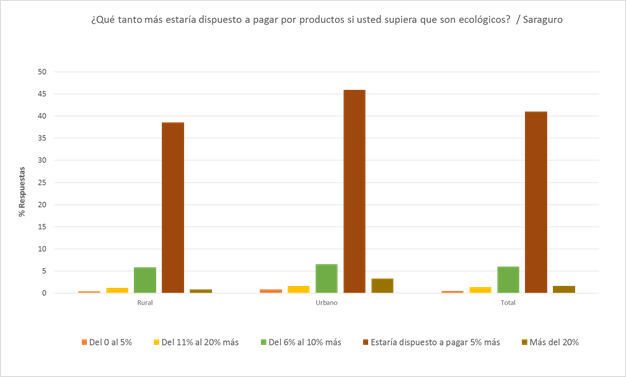 ¿Qué tanto más estaría dispuesto a pagar por productos si usted supiera que son ecológicos?  / Saraguro
50
45
40
35
30
25
20
15
10
5
0
% Respuestas
Rural Urbano Total
Del 0 al 5% Del 11% al 20% más Del 6% al 10% más Estaría dispuesto a pagar 5% más Más del 20%